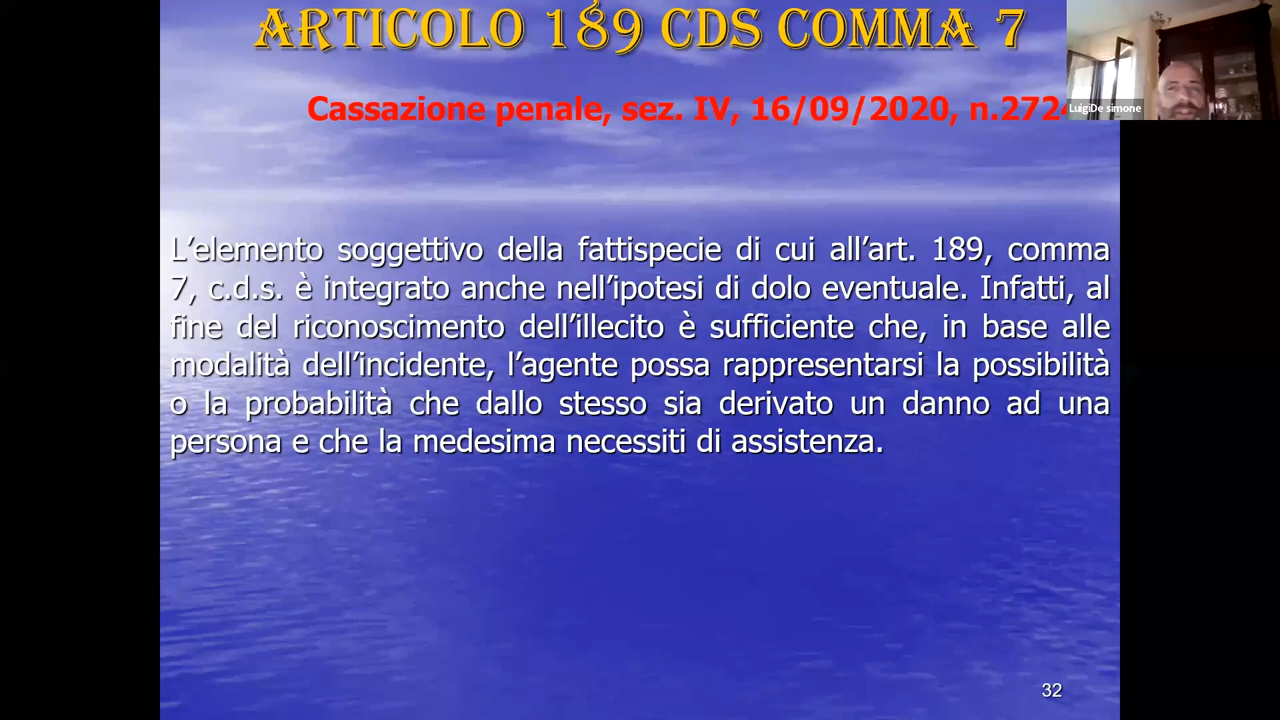 ARTICOLO 189 CDS COMMA 7
Cassazione penale, sez. IV, 16/09/2020,
LuigiDe simone
L’elemento soggettivo della fattispecie di cui all’art. 189, comma
7, c.d.s. è integrato anche nell’ipotesi di dolo eventuale. Infatti, al
fine del riconoscimento dell’illecito è sufficiente che, in base alle
modalità dell’incidente, l’agente possa rappresentarsi la possibilità
o la probabilità che dallo stesso sia derivato un danno ad una
persona e che la medesima necessiti di assistenza.
32